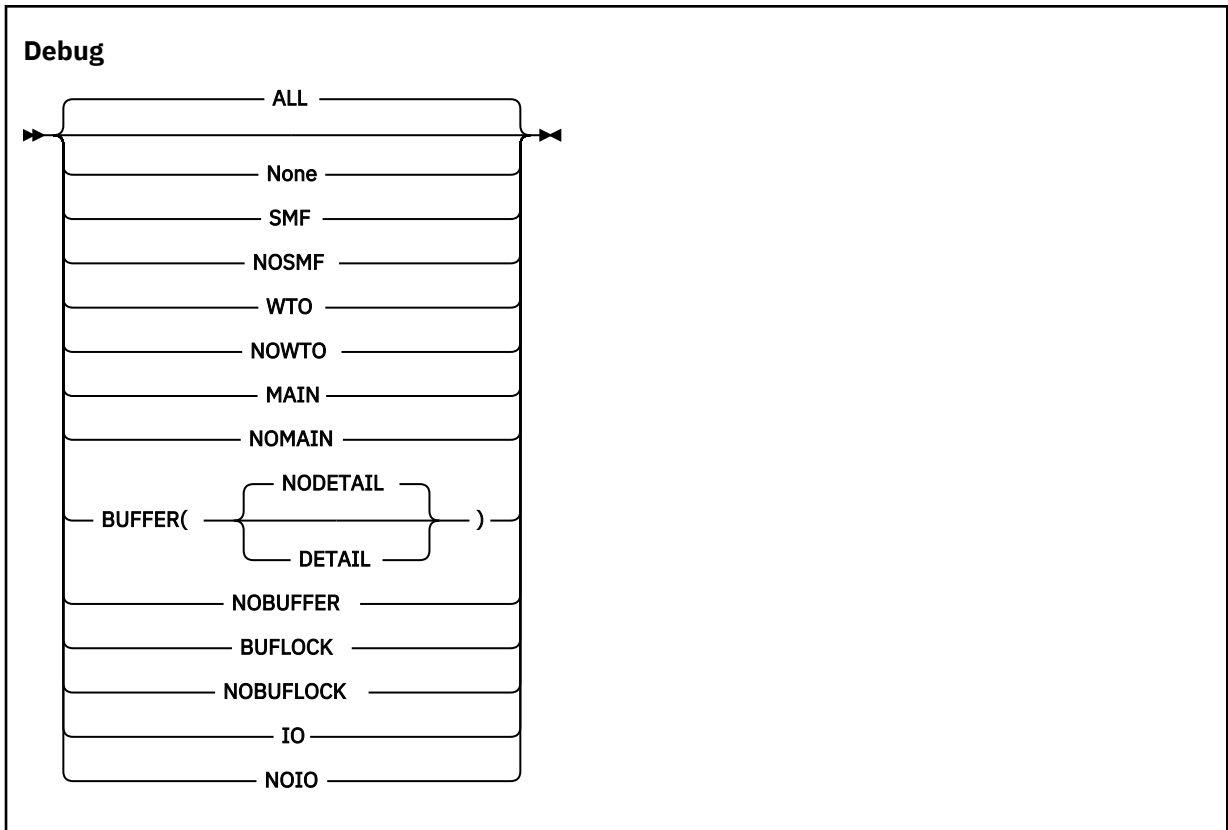 Debug
ALL
None
SMF
NOSMF
WTO
NOWTO
MAIN
NOMAIN
NODETAIL
BUFFER( )
DETAIL
NOBUFFER
BUFLOCK
NOBUFLOCK
IO
NOIO